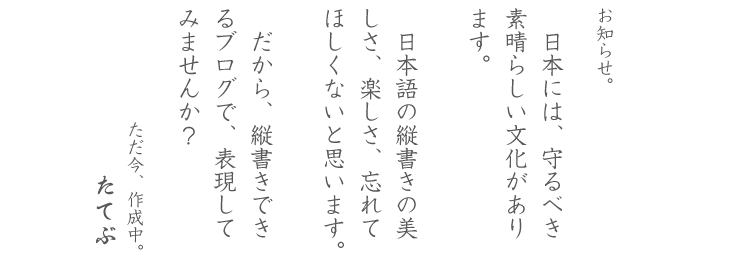 お知らせ。
日本には、守るべき
素晴らしい文化があり
ます。
日本語の縦書きの美
しさ、楽しさ、忘れて
ほしくないと思います。
だから、縦書きでき
るブログで、表現して
みませんか？
ただ今、作成中。
たてぶ